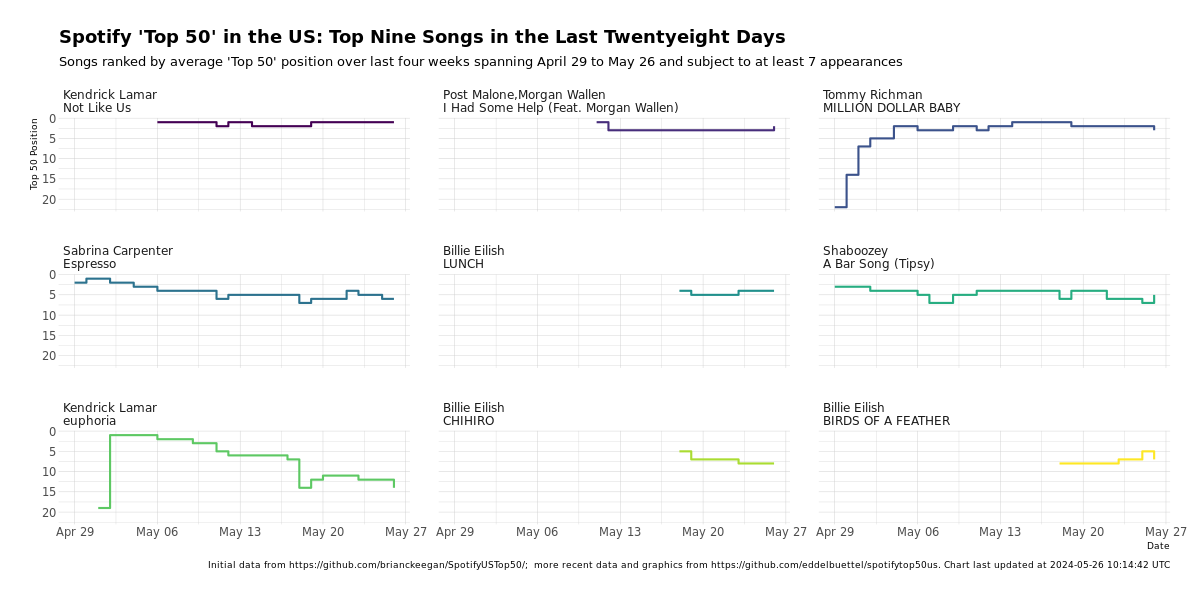 Spotify 'Top 50' in the US: Top Nine Songs in the Last Twentyeight Days
Songs ranked by average 'Top 50' position over last four weeks spanning April 29 to May 26 and subject to at least 7 appearances
Kendrick Lamar
Not Like Us
Post Malone,Morgan Wallen
I Had Some Help (Feat. Morgan Wallen)
Tommy Richman
MILLION DOLLAR BABY
Top 50 Position
0
5
10
15
20
Sabrina Carpenter
Espresso
Billie Eilish
LUNCH
Shaboozey
A Bar Song (Tipsy)
0
5
10
15
20
Kendrick Lamar
euphoria
Billie Eilish
CHIHIRO
Billie Eilish
BIRDS OF A FEATHER
0
5
10
15
20
Apr 29 May 06 May 13 May 20 May 27 Apr 29 May 06 May 13 May 20 May 27 Apr 29 May 06 May 13 May 20 May 27
Date
Initial data from https://github.com/brianckeegan/SpotifyUSTop50/;  more recent data and graphics from https://github.com/eddelbuettel/spotifytop50us. Chart last updated at 2024-05-26 10:14:42 UTC